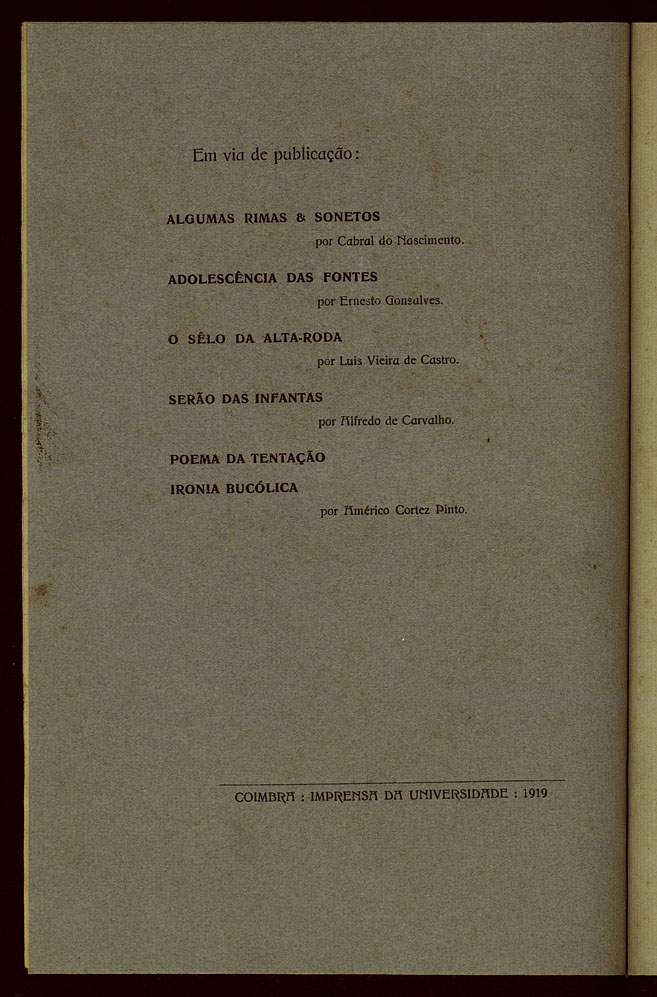 Em via de publicação:
ALGUMAS RIMAS & SONETOS
por Cabral do Nascimento.
ADOLESCÊNCIA DAS FONTES
por Ernesto Gonsalves.
O SÊLO DA ALTA-RODA
por Luis Vieira de Castro.
SERÃO DAS INFANTAS
por Alfredo de Carvalho.
POEMA DA TENTAÇÃO
IRONIA BUCÓLICA
por Américo Cortez Pinto.
COIMBRA : IMPRENSA DA UNIVERSIDADE : 1919